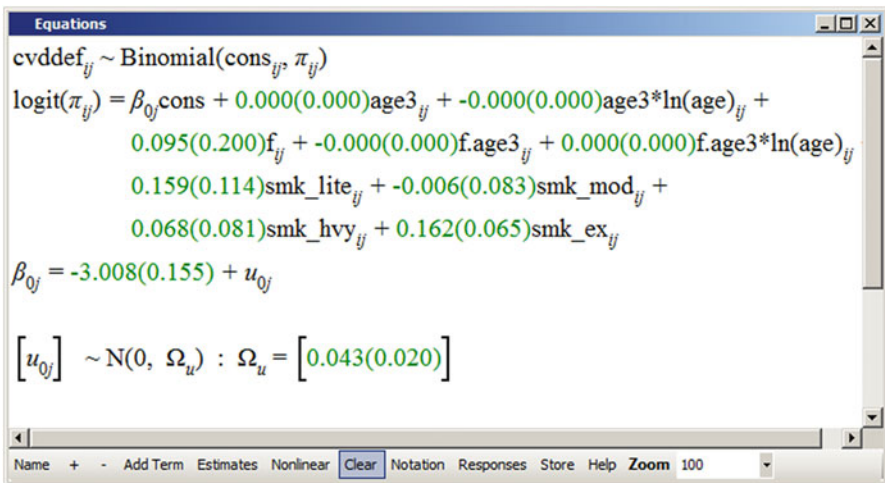 Equations
cvddef_ij ~ Binomial(cons_ij, π_ij)
logit(π_ij) = β_0jcons + 0.000(0.000)age3_ij + -0.000(0.000)age3*ln(age)_ij +
0.095(0.200)f_ij + -0.000(0.000)f.age3_ij + 0.000(0.000)f.age3*ln(age)_ij
0.159(0.114)smk_lite_ij + -0.006(0.083)smk_mod_ij +
0.068(0.081)smk_hvy_ij + 0.162(0.065)smk_ex_ij
β_0j = -3.008(0.155) + u_0j
[u_0j] ~ N(0, Ω_u) : Ω_u = [0.043(0.020)]
Name + - Add Term Estimates Nonlinear Clear Notation Responses Store Help Zoom 100